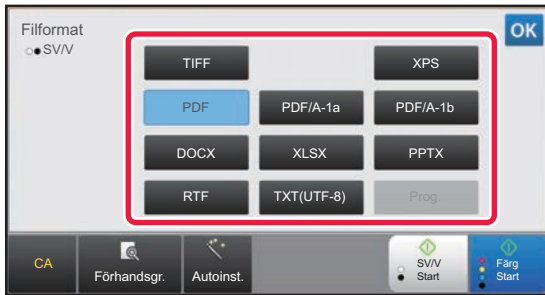 Filformat
OK
SV/V
TIFF
XPS
PDF
PDF/A-1a
PDF/A-1b
DOCX
XLSX
PPTX
RTF
TXT(UTF-8)
Prog.
CA
Förhandsgr.
Autoinst.
SV/V
Start
Färg
Start